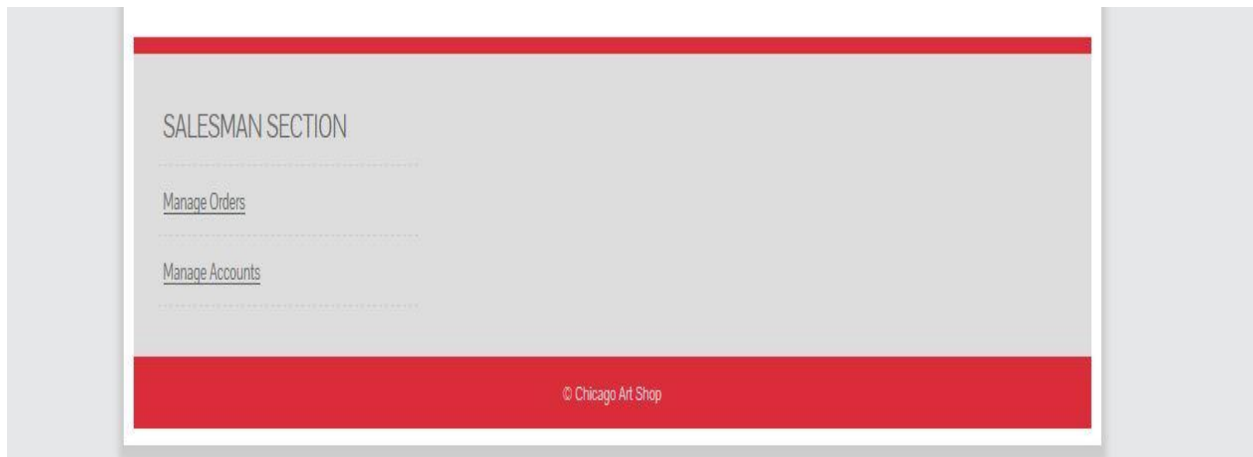 SALESMAN SECTION
Manage Orders
Manage Accounts
© Chicago Art Shop